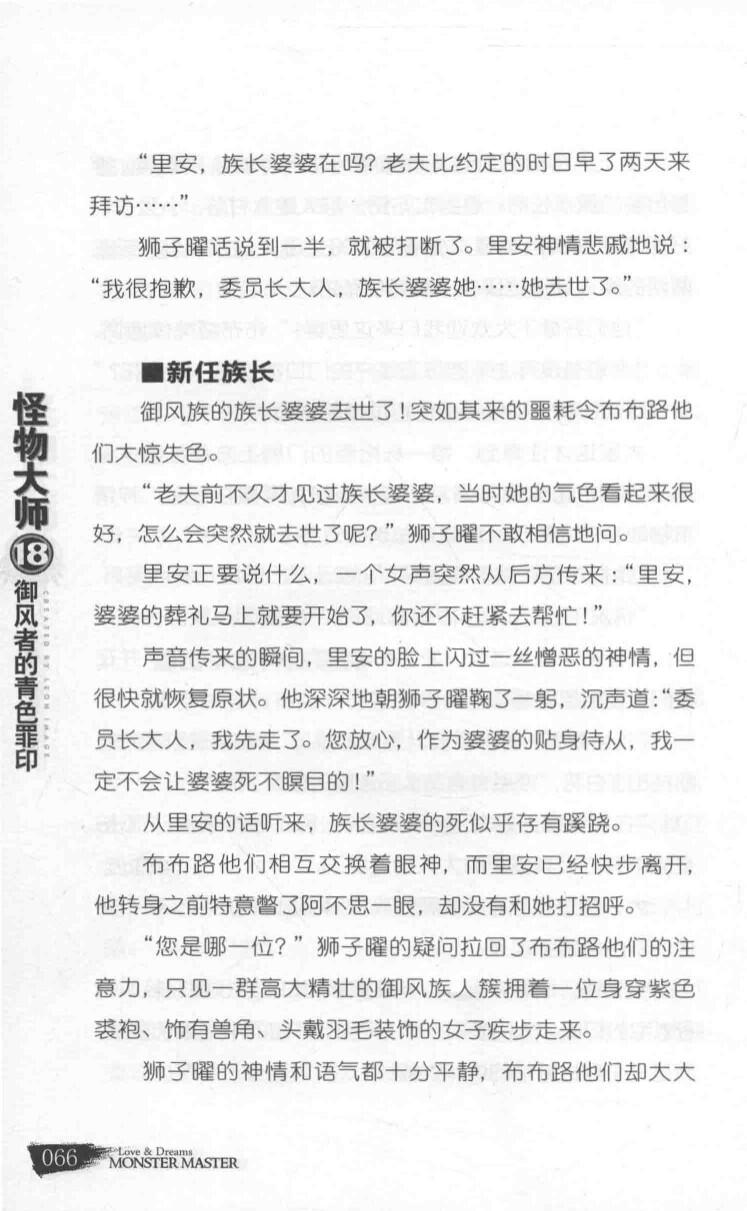 “里安，族长婆婆在吗？老夫比约定的时日早了两天来
拜访……”
狮子曜话说到一半，就被打断了。里安神情悲戚地说：
“我很抱歉，委员长大人，族长婆婆她……她去世了。”
■新任族长
御风族的族长婆婆去世了！突如其来的噩耗令布布路他
们大惊失色。
“老夫前不久才见过族长婆婆，当时她的气色看起来很
好，怎么会突然就去世了呢？”狮子曜不敢相信地问。
里安正要说什么，一个女声突然从后方传来：“里安，
婆婆的葬礼马上就要开始了，你还不赶紧去帮忙！”
声音传来的瞬间，里安的脸上闪过一丝憎恶的神情，但
很快就恢复原状。他深深地朝狮子曜鞠了一躬，沉声道：“委
员长大人，我先走了。您放心，作为婆婆的贴身侍从，我一
定不会让婆婆死不瞑目的！”
从里安的话听来，族长婆婆的死似乎存有蹊跷。
布布路他们相互交换着眼神，而里安已经快步离开，
他转身之前特意瞥了阿不思一眼，却没有和她打招呼。
“您是哪一位？”狮子曜的疑问拉回了布布路他们的注
意力，只见一群高大精壮的御风族人簇拥着一位身穿紫色
裘袍、饰有兽角、头戴羽毛装饰的女子疾步走来。
狮子曜的神情和语气都十分平静，布布路他们却大大
怪物大师⑱
御风者的青色罪印
CREATED BY LEON IMAGE
066
Love & Dreams
MONSTER MASTER